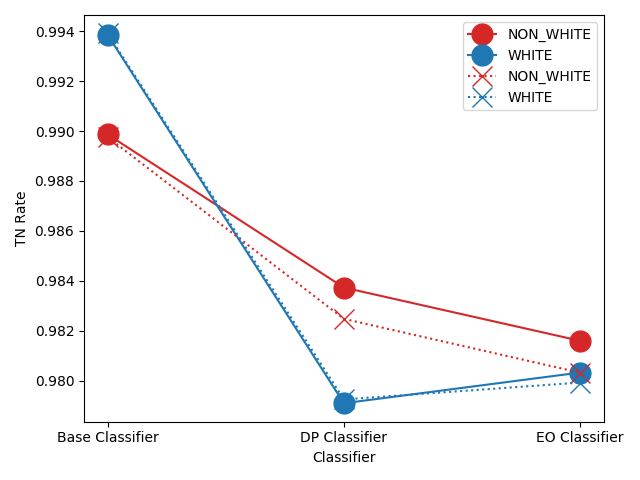 0.994
0.992
0.990
0.988
0.986
0.984
0.982
0.980
TN Rate
NON_WHITE
WHITE
NON_WHITE
WHITE
Base Classifier
DP Classifier
EO Classifier
Classifier